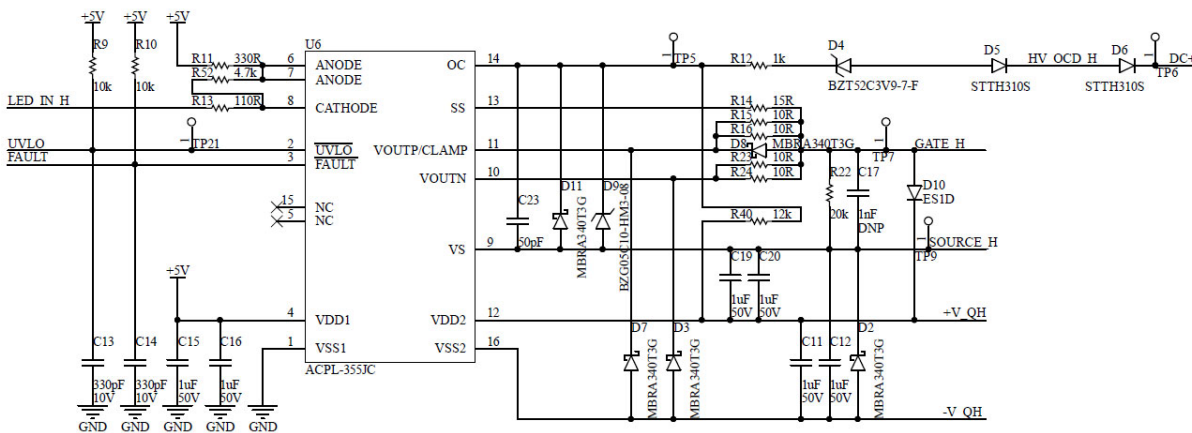 +5V +5V +5V
R9 R10 U6
R11 330R 6 ANODE OC 14 TP5 R12 1k D4 D5 HV_OCD_H D6 DC+
R52 4.7k 7 ANODE BZT52C3V9-7-F STTH310S STTH310S TP6
10k 10k
LED_IN_H R13 110R 8 CATHODE SS 13 R14 15R
R15 10R
R16 10R
UVLO 1 TP21 2 UVLO VOUTP/CLAMP 11 D8 MBRA340T3G 1 TP7 GATE_H
FAULT 3 FAULT R23 10R
VOUTN 10 R24 10R R22 C17 D10
ES1D
15 NC C23 D11 D9 R40 12k 20k 1nF
5 NC DNP
50pF MBRA340T3G BZG05C10-HM3-08
VS 9 1 SOURCE_H
TP9
+5V C19 C20
1uF 1uF
50V 50V
4 VDD1 VDD2 12 +V_QH
C13 C14 C15 C16 1 VSS1 VSS2 16 D7 D3 C11 C12 D2
330pF 330pF 1uF 1uF ACPL-355JC MBRA340T3G MBRA340T3G 1uF 1uF MBRA340T3G
10V 10V 50V 50V 50V 50V
GND GND GND GND GND -V_QH